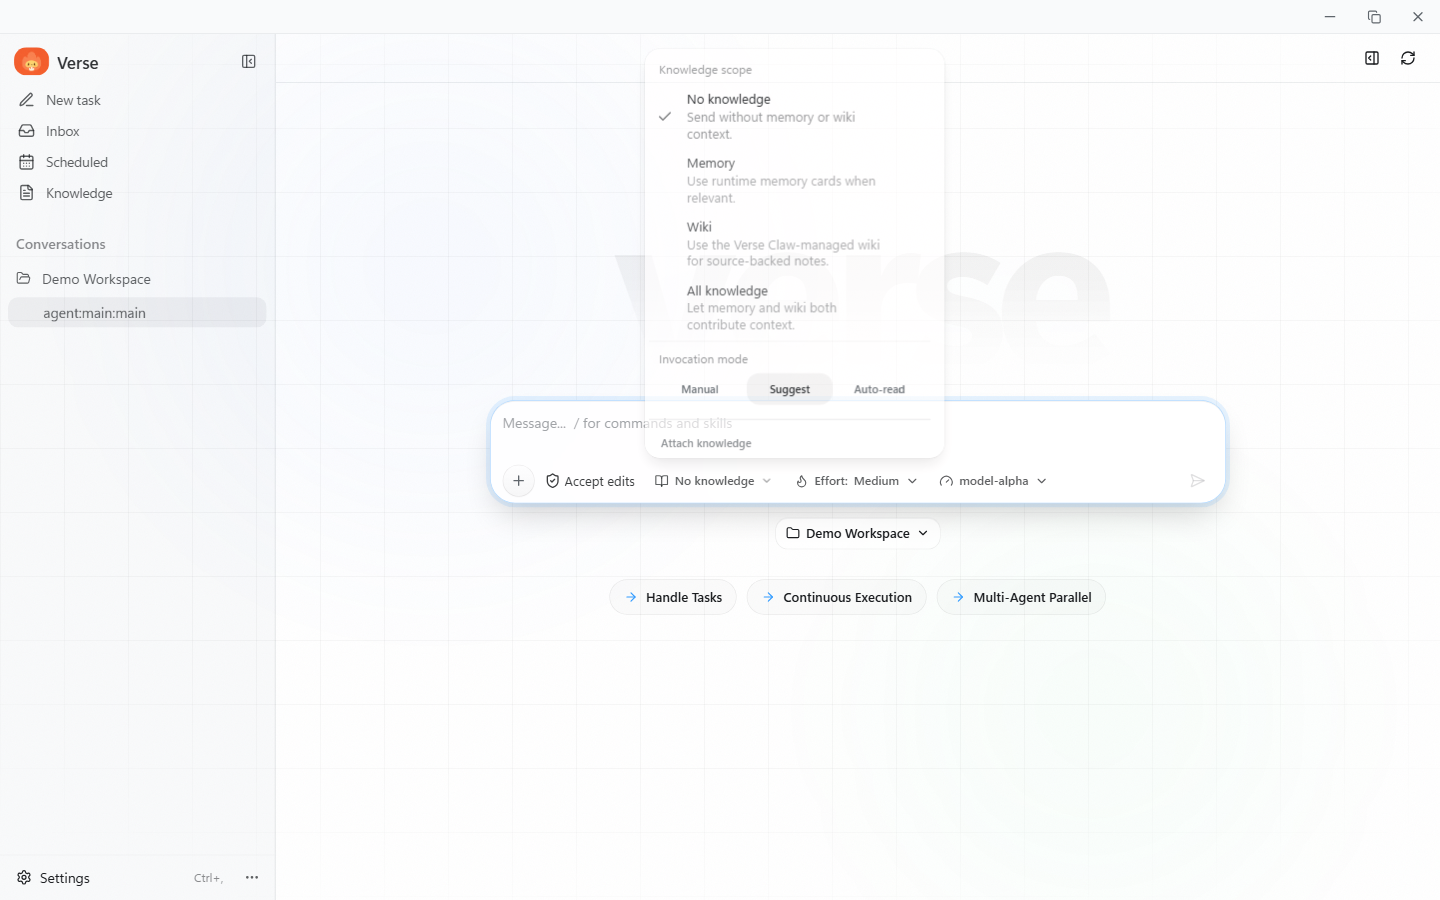 Verse
New task
Inbox
Scheduled
Knowledge
Conversations
Demo Workspace
agent:main:main
Settings
Ctrl+,
Knowledge scope
No knowledge
Send without memory or wiki
context.
Memory
Use runtime memory cards when
relevant.
Wiki
Use the Verse Claw-managed wiki
for source-backed notes.
All knowledge
Let memory and wiki both
contribute context.
Invocation mode
Manual
Suggest
Auto-read
Attach knowledge
verse
Message... / for commands and skills
Accept edits
No knowledge
Effort: Medium
model-alpha
Demo Workspace
Handle Tasks
Continuous Execution
Multi-Agent Parallel